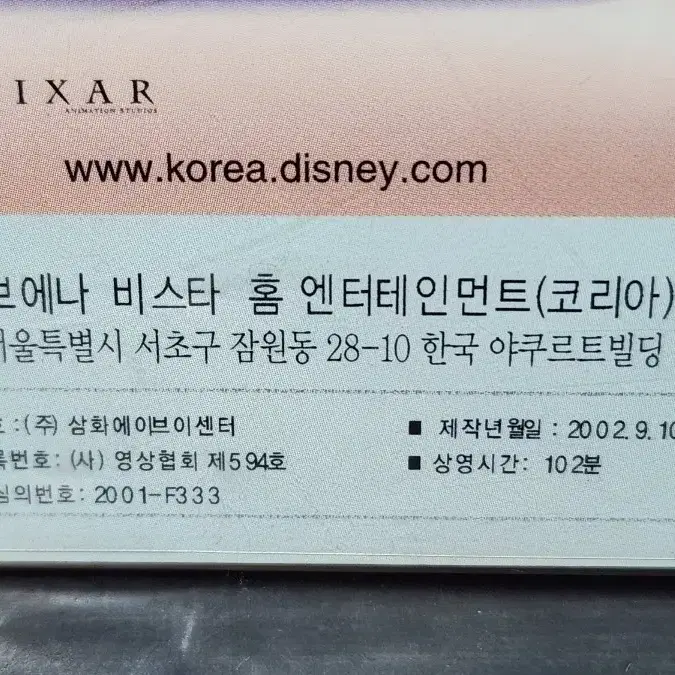 IXAR
ANIMATION STUDIOS
www.korea.disney.com
브에나 비스타 홈 엔터테인먼트(코리아)
서울특별시 서초구 잠원동 28-10 한국 야쿠르트빌딩
:(주) 삼화에이브이센터
■ 제작년월일 : 2002.9.10
록번호: (사) 영상협회 제594호
■ 상영시간: 102분
심의번호: 2001-F333